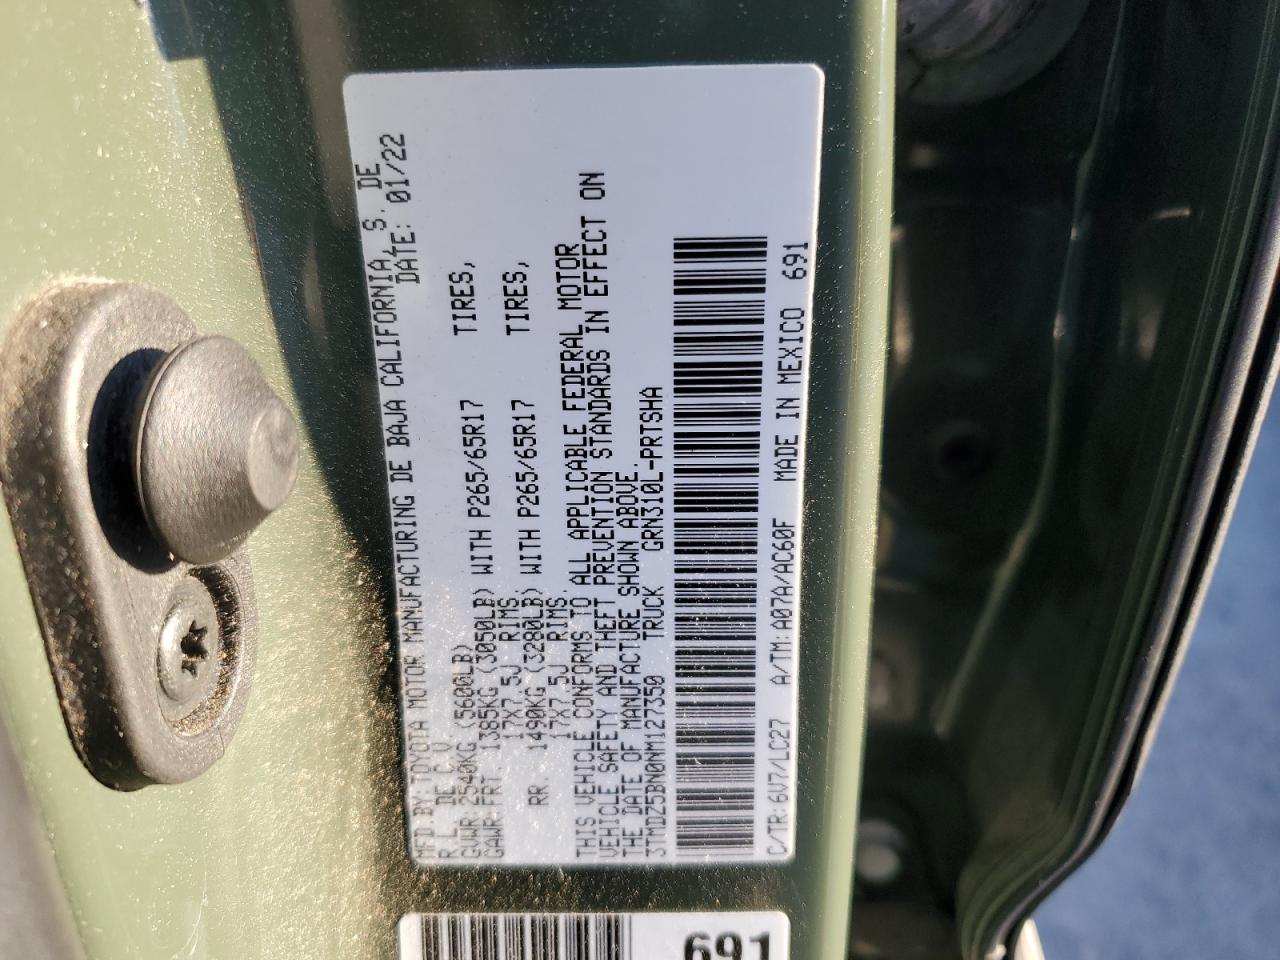 MFD BY: TOYOTA MOTOR MANUFACTURING DE BAJA CALIFORNIA, S. DE
R.L. DE C.V. DATE: 01/22
GVWR: 2540KG (5600LB)
GAWR:FRT. 1385KG (3050LB) WITH P265/65R17 TIRES,
17X7.5J RIMS.
RR. 1490KG (3280LB) WITH P265/65R17 TIRES,
17X7.5J RIMS.
THIS VEHICLE CONFORMS TO ALL APPLICABLE FEDERAL MOTOR
VEHICLE SAFETY AND THEFT PREVENTION STANDARDS IN EFFECT ON
THE DATE OF MANUFACTURE SHOWN ABOVE.
3TMDZ5BN0NM127350 TRUCK GRN310L-PRTSHA
C/TR: 6V7/LC27 A/TM: A07A/AC60F MADE IN MEXICO 691
691